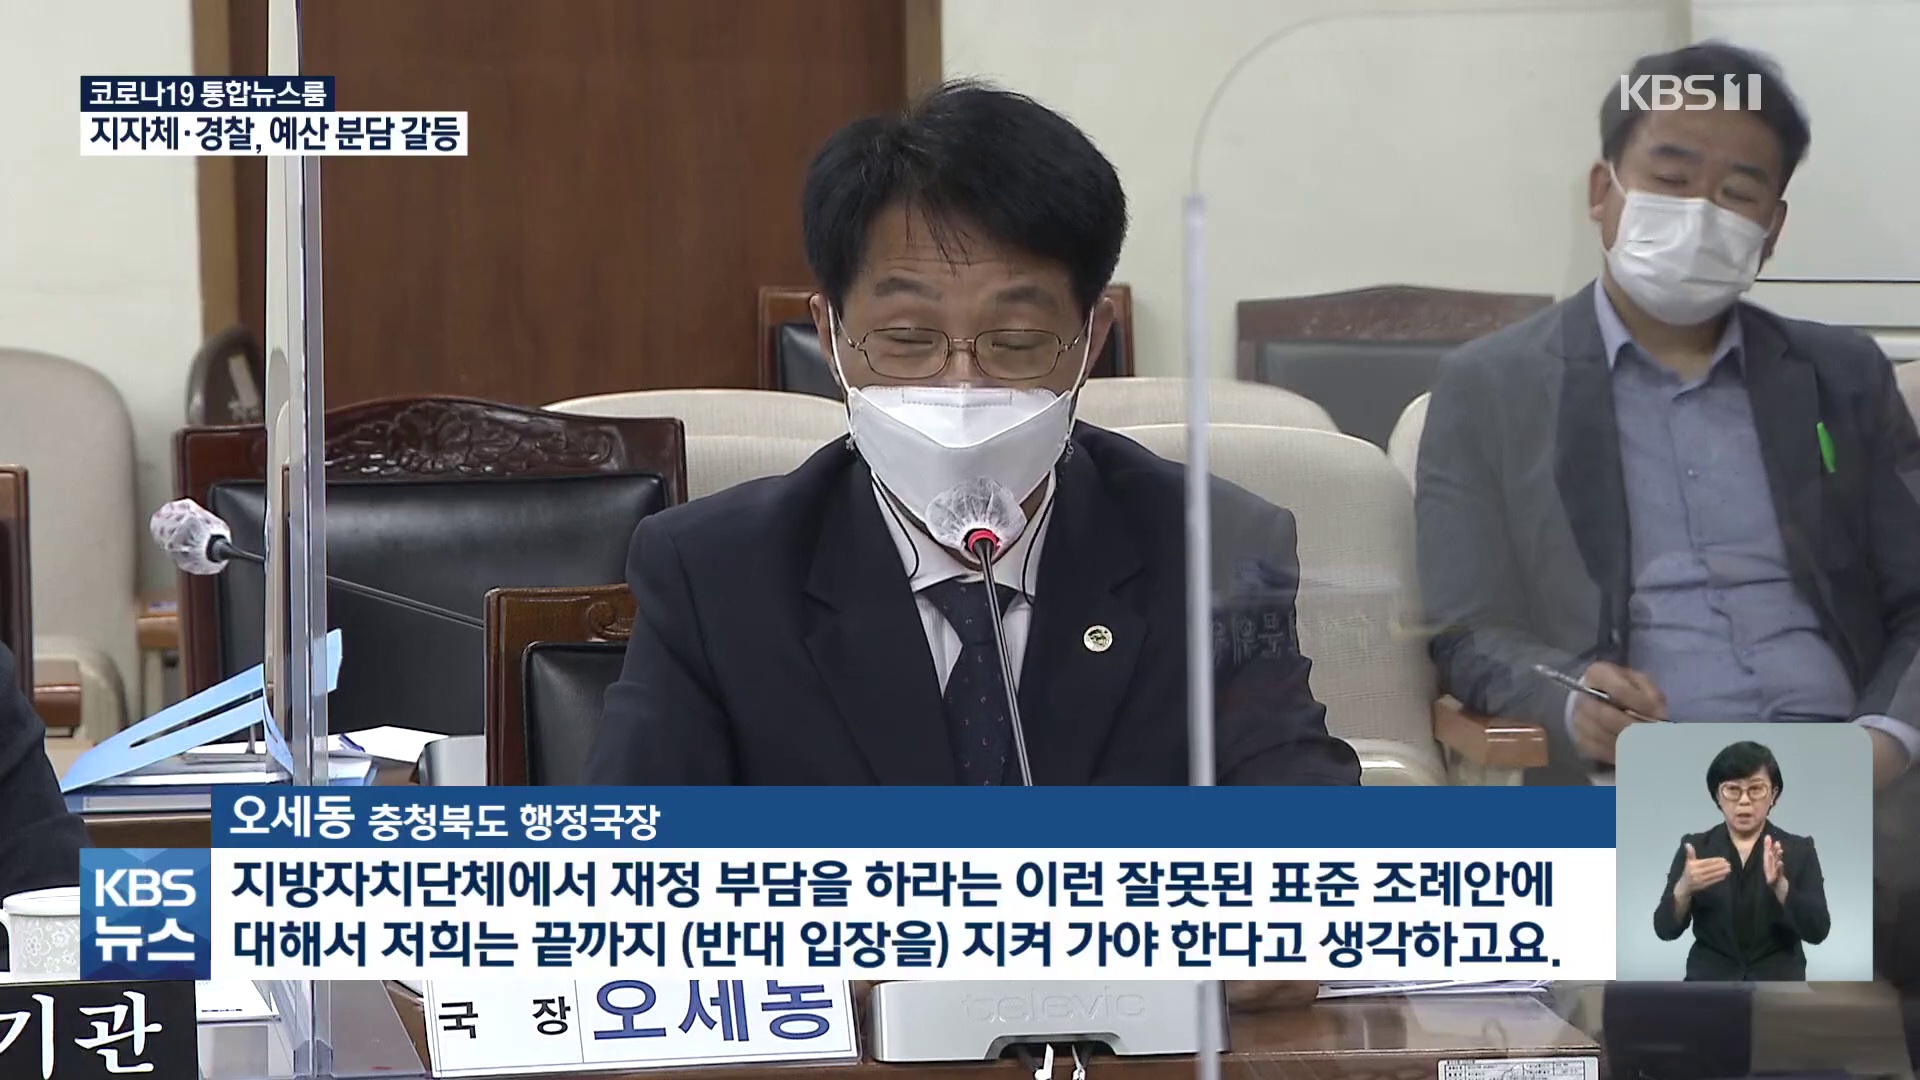 코로나19 통합뉴스룸
지자체·경찰, 예산 분담 갈등
KBS 1
오세동 충청북도 행정국장
KBS
뉴스
지방자치단체에서 재정 부담을 하라는 이런 잘못된 표준 조례안에
대해서 저희는 끝까지 (반대 입장을) 지켜 가야 한다고 생각하고요.
기관
국 장 오세동
televic